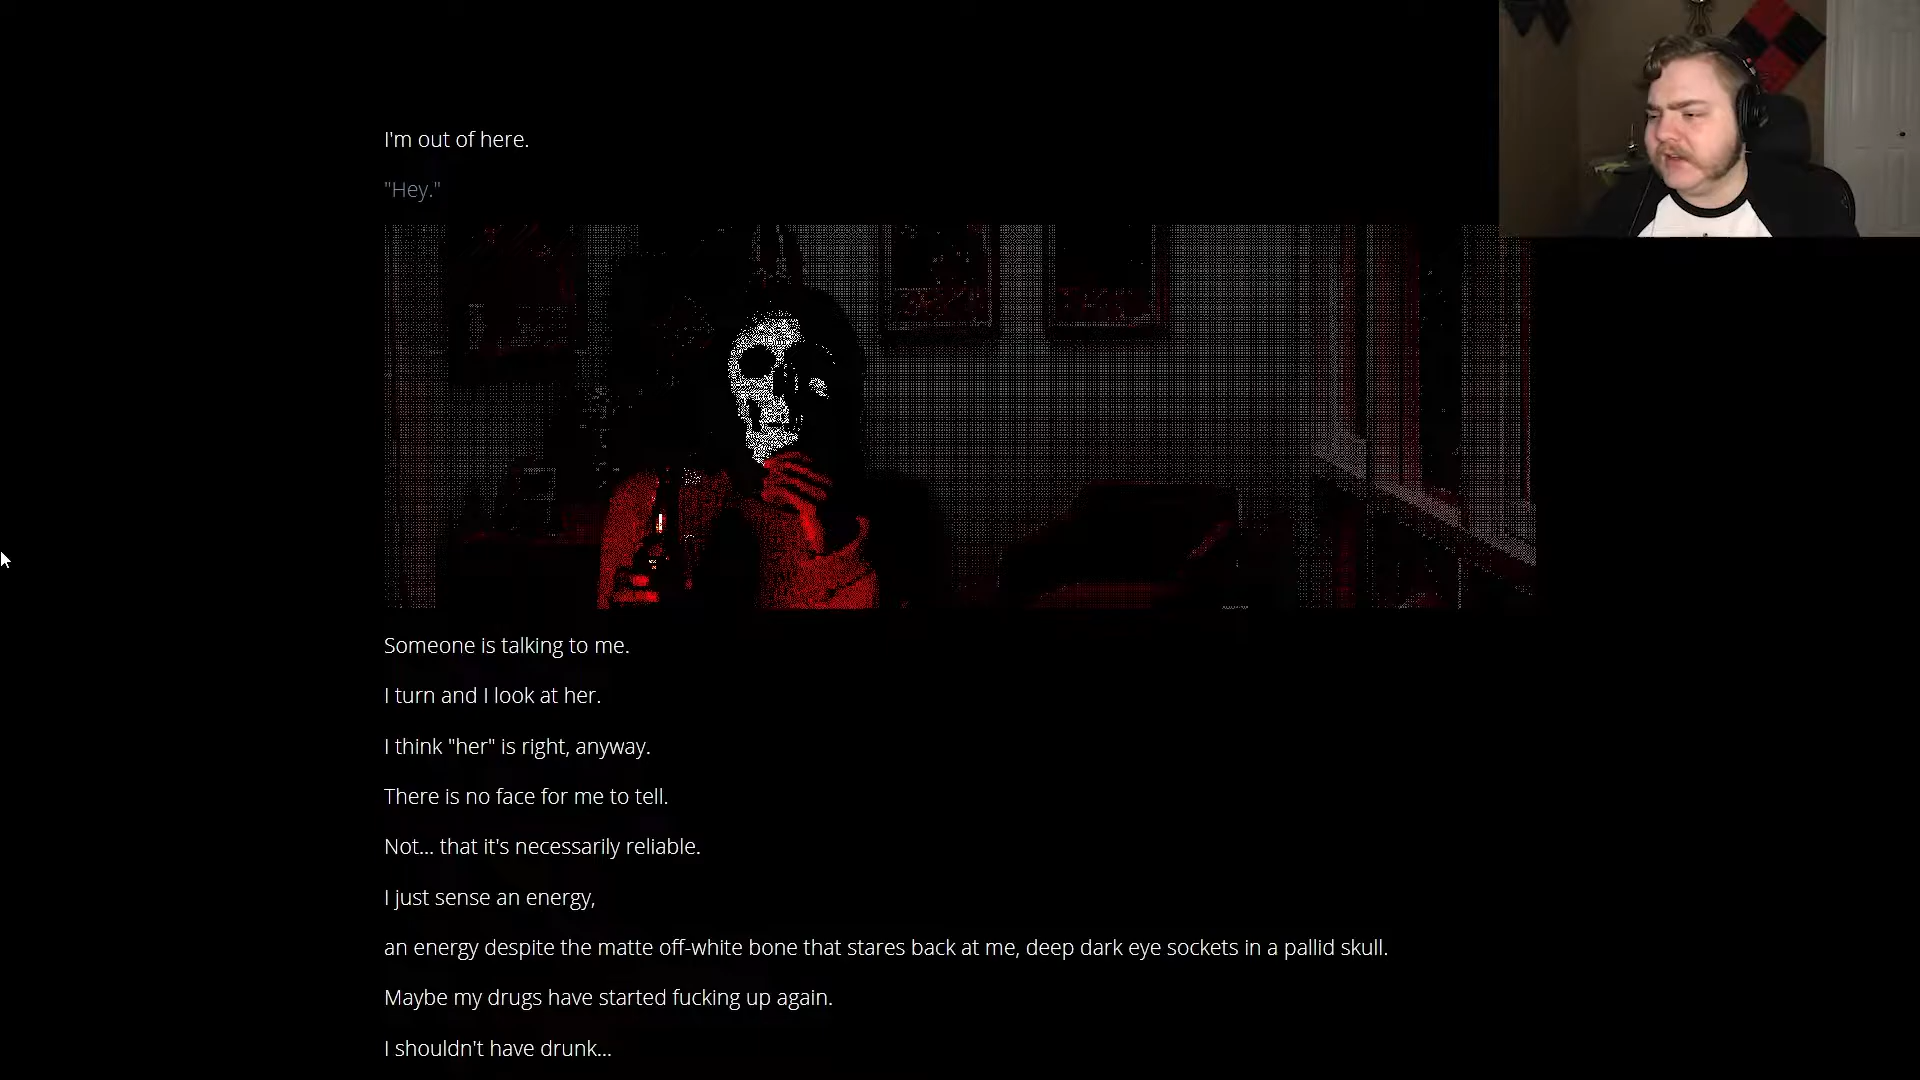 I'm out of here.
"Hey."
Someone is talking to me.
I turn and I look at her.
I think "her" is right, anyway.
There is no face for me to tell.
Not... that it's necessarily reliable.
I just sense an energy,
an energy despite the matte off-white bone that stares back at me, deep dark eye sockets in a pallid skull.
Maybe my drugs have started fucking up again.
I shouldn't have drunk...